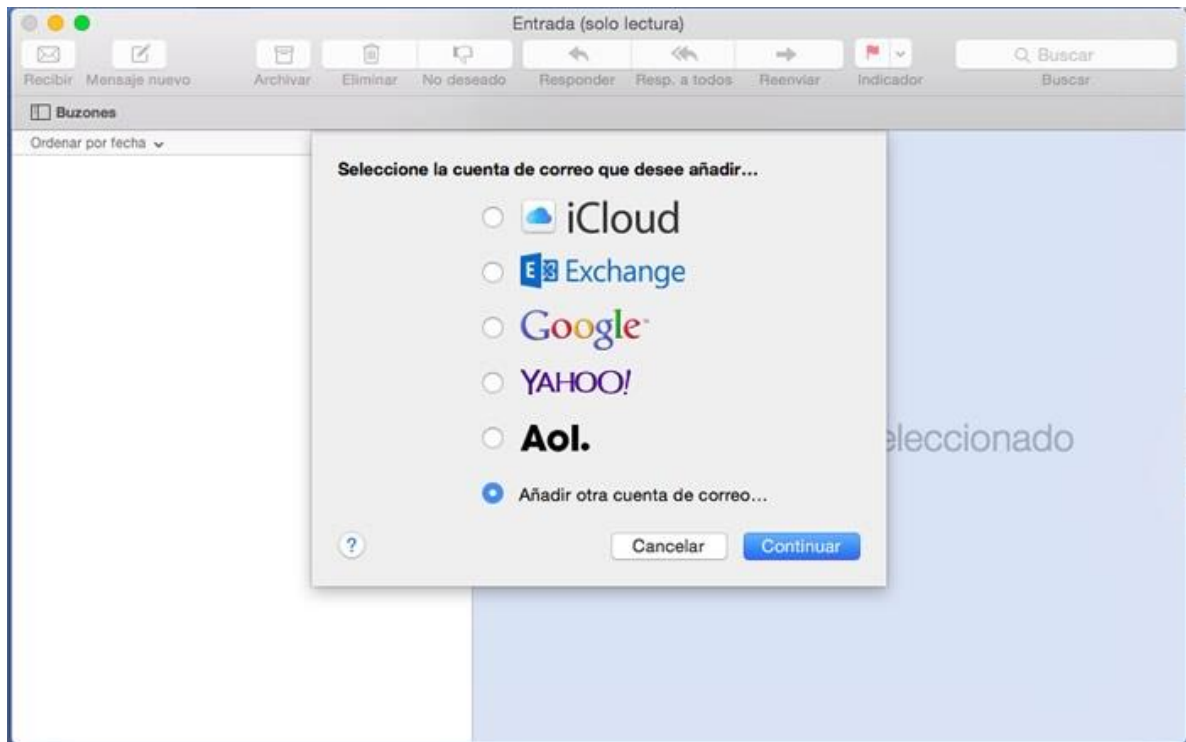 Entrada (solo lectura)
Buscar
Recibir Mensaje nuevo Archivar Eliminar No deseado Responder Resp. a todos Reenviar Indicador Buscar
Buzones
Ordenar por fecha
Seleccione la cuenta de correo que desee añadir...
iCloud
E Exchange
Google
YAHOO!
Aol.
eleccionado
Añadir otra cuenta de correo...
? Cancelar Continuar